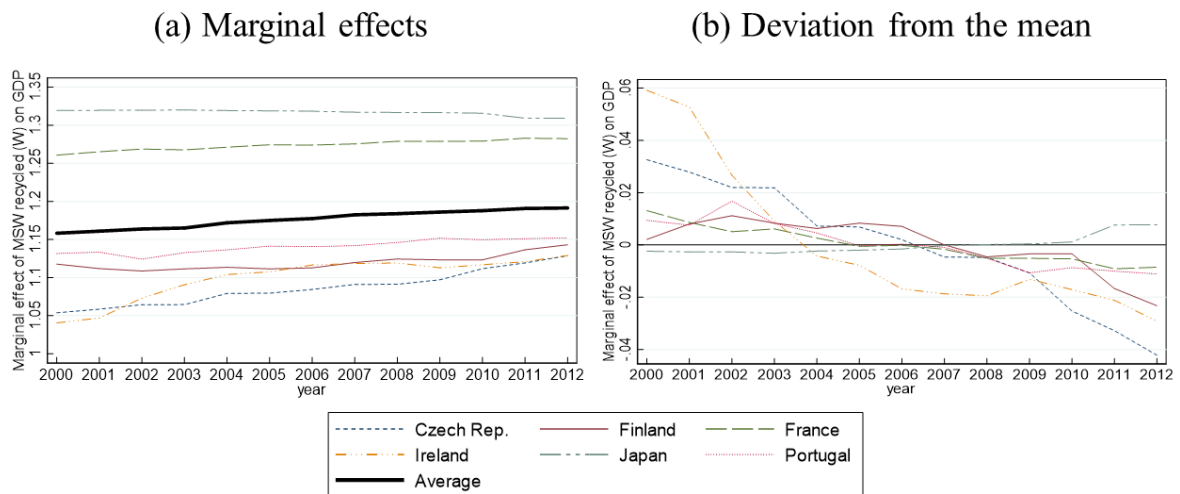 (a) Marginal effects
(b) Deviation from the mean
Marginal effect of MSW recycled (W) on GDP
1.35
1.3
1.25
1.2
1.15
1.1
1.05
1
2000 2001 2002 2003 2004 2005 2006 2007 2008 2009 2010 2011 2012
year
Marginal effect of MSW recycled (W) on GDP
.06
.04
.02
0
-.02
-.04
2000 2001 2002 2003 2004 2005 2006 2007 2008 2009 2010 2011 2012
year
Czech Rep. Finland France
Ireland Japan Portugal
Average